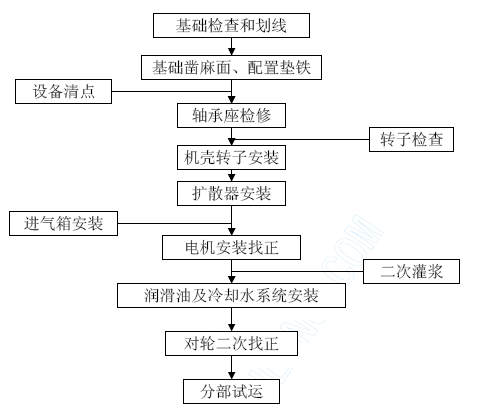 基础检查和划线
基础凿麻面、配置垫铁
设备清点
轴承座检修
转子检查
机壳转子安装
扩散器安装
进气箱安装
电机安装找正
二次灌浆
润滑油及冷却水系统安装
对轮二次找正
分部试运